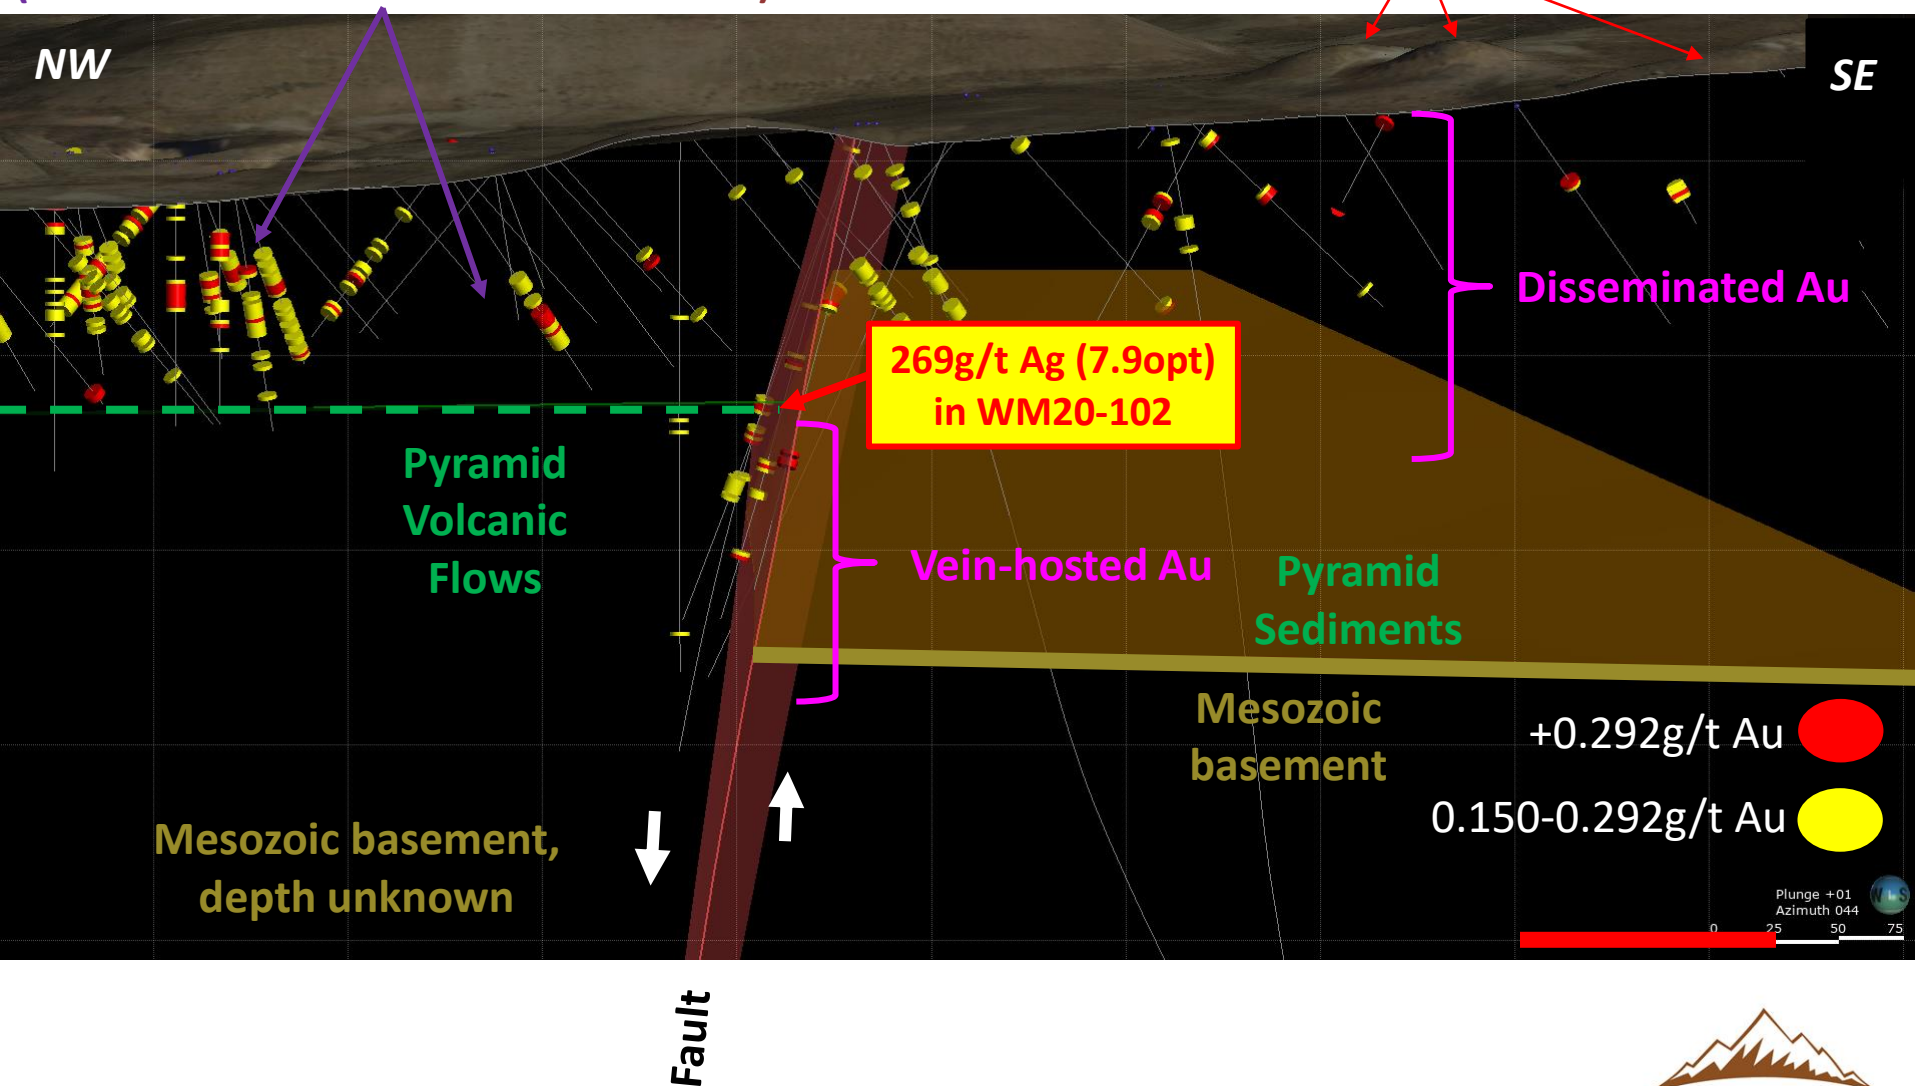 NW
SE
Disseminated Au
269g/t Ag (7.9opt)
in WM20-102
Pyramid
Volcanic
Flows
Vein-hosted Au
Pyramid
Sediments
Mesozoic
basement
+0.292g/t Au
0.150-0.292g/t Au
Mesozoic basement,
depth unknown
Plunge +01
Azimuth 044
0 25 50 75
Fault